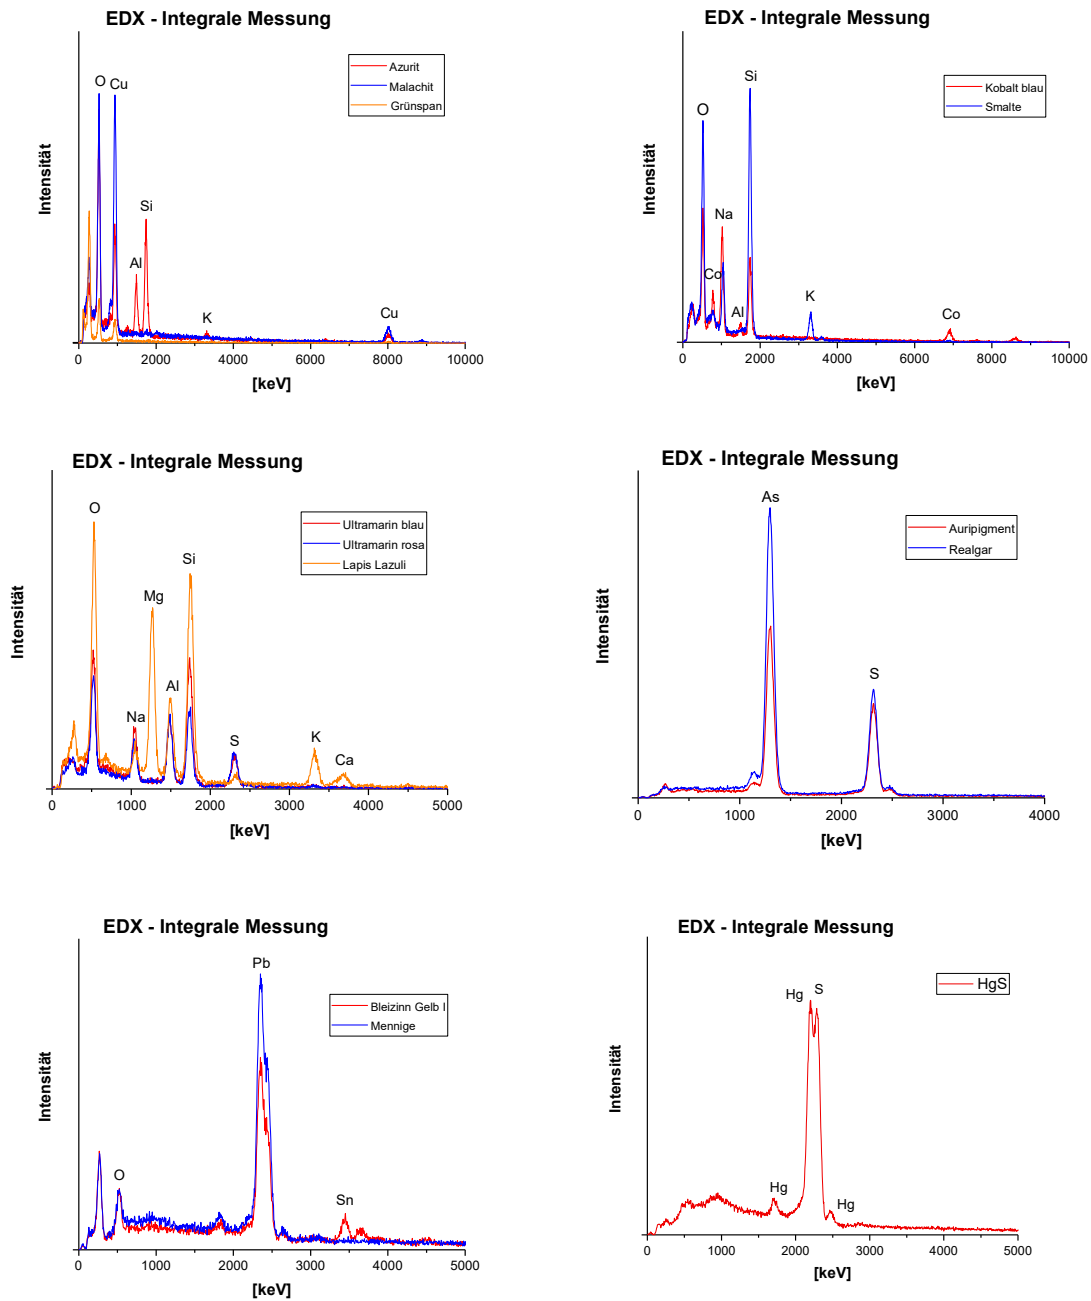 EDX - Integrale Messung
Intensität
Azurit
Malachit
Grünspan
O
Cu
Al
Si
K
Cu
0 2000 4000 6000 8000 10000
[keV]
EDX - Integrale Messung
Intensität
Kobalt blau
Smalte
O
Co
Na
Al
Si
K
Co
0 2000 4000 6000 8000 10000
[keV]
EDX - Integrale Messung
Intensität
Ultramarin blau
Ultramarin rosa
Lapis Lazuli
O
Na
Mg
Al
Si
S
K
Ca
0 1000 2000 3000 4000 5000
[keV]
EDX - Integrale Messung
Intensität
Auripigment
Realgar
As
S
0 1000 2000 3000 4000
[keV]
EDX - Integrale Messung
Intensität
Bleizinn Gelb I
Mennige
O
Pb
Sn
0 1000 2000 3000 4000 5000
[keV]
EDX - Integrale Messung
Intensität
HgS
Hg
Hg
S
Hg
0 1000 2000 3000 4000 5000
[keV]